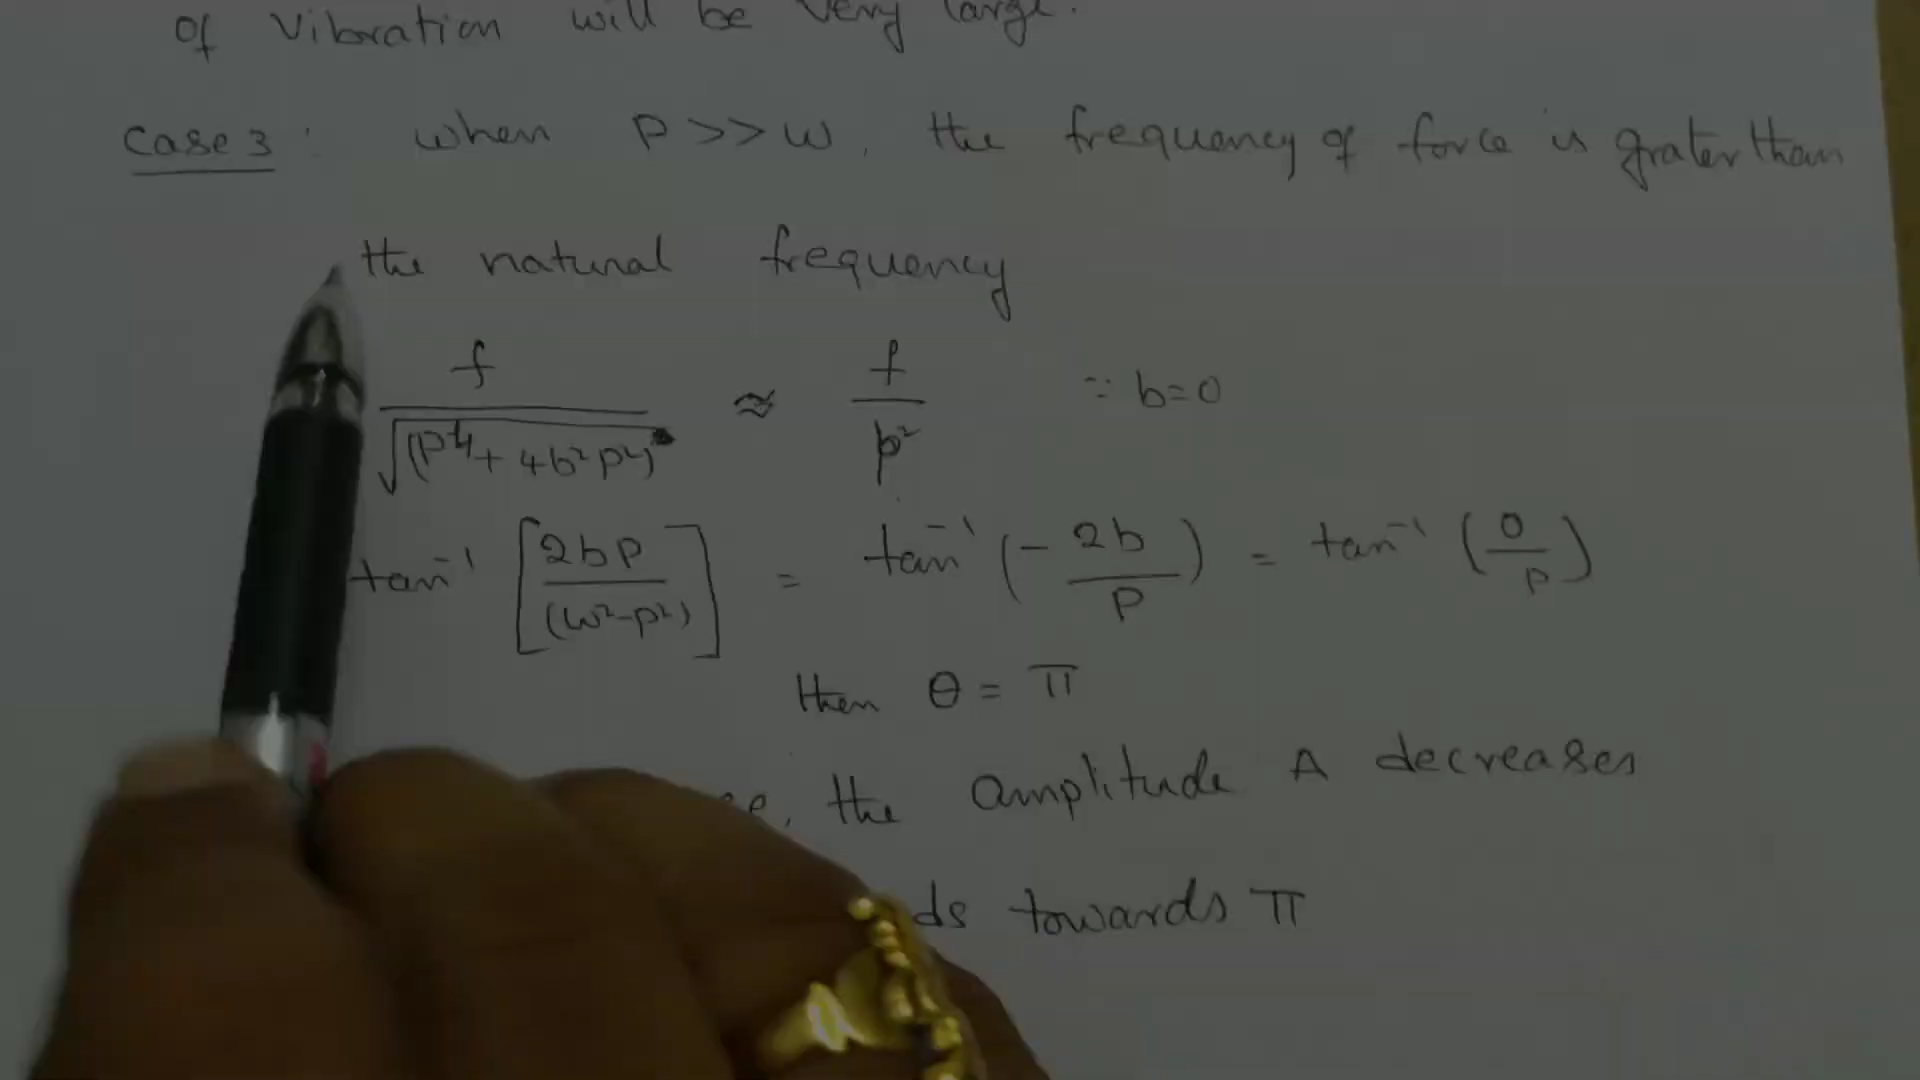 of vibration will be very large.
Case 3: when P >> w, the frequency of force is grater than
the natural frequency
f / √(p⁴ + 4b²p²) ≈ f / p² ∵ b=0
tan⁻¹ [2bp / (w²-p²)] = tan⁻¹ (- 2b / P) = tan⁻¹ (0 / P)
then θ = π
the amplitude A decreases
towards π